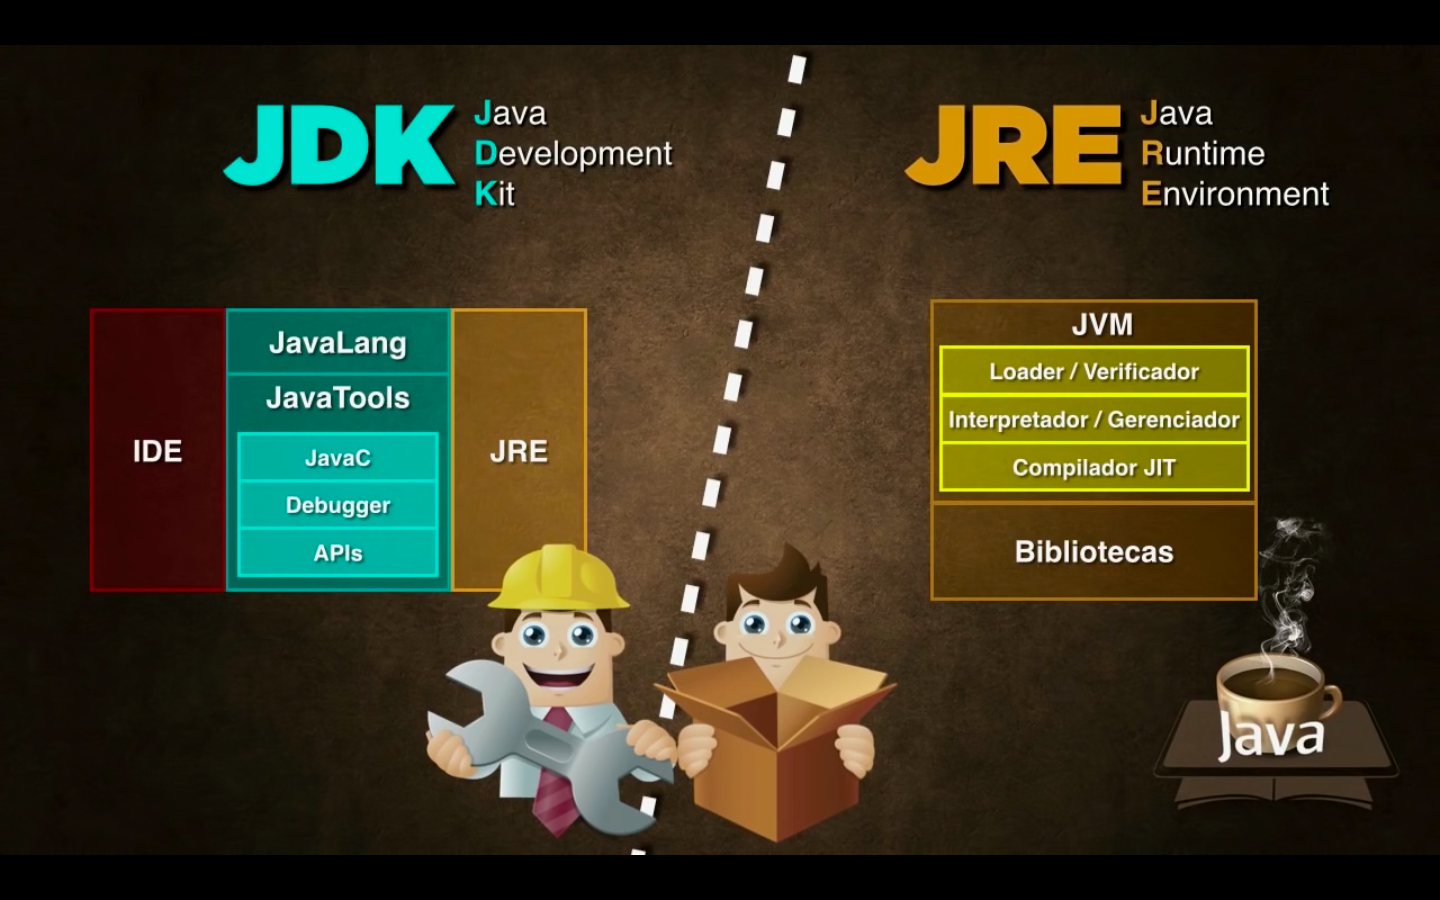 JDK
Java
Development
Kit
IDE
JavaLang
JavaTools
JavaC
Debugger
APIs
JRE
JRE
Java
Runtime
Environment
JVM
Loader / Verificador
Interpretador / Gerenciador
Compilador JIT
Bibliotecas
Java